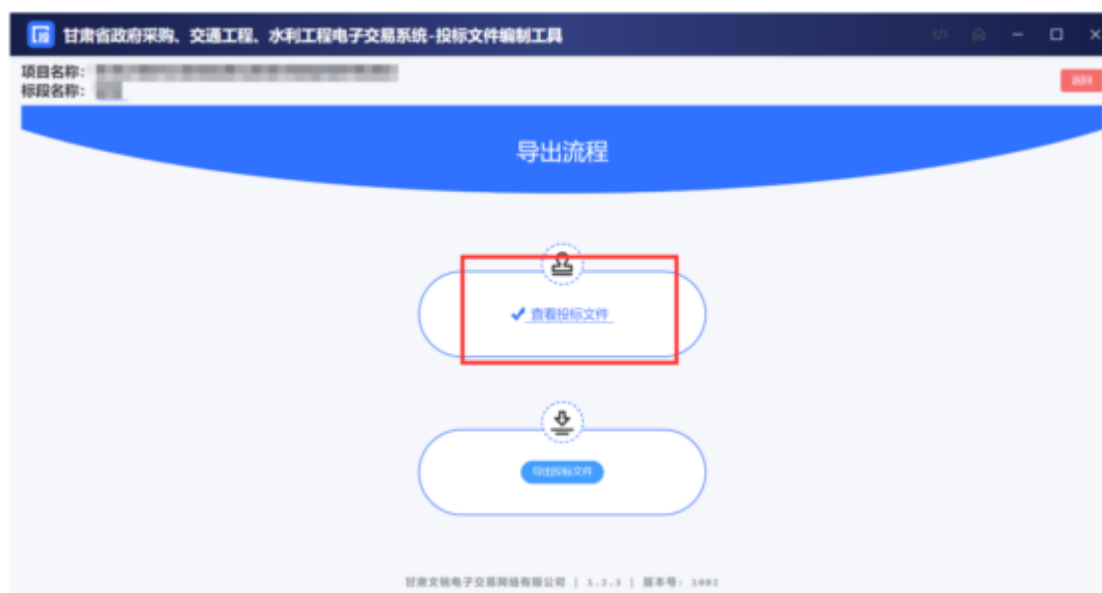 甘肃省政府采购、交通工程、水利工程电子交易系统-投标文件编制工具
项目名称:
标段名称:
返回
导出流程
查看投标文件
导出投标文件
甘肃文锐电子交易网络有限公司 | 1.2.3 | 版本号: 1002